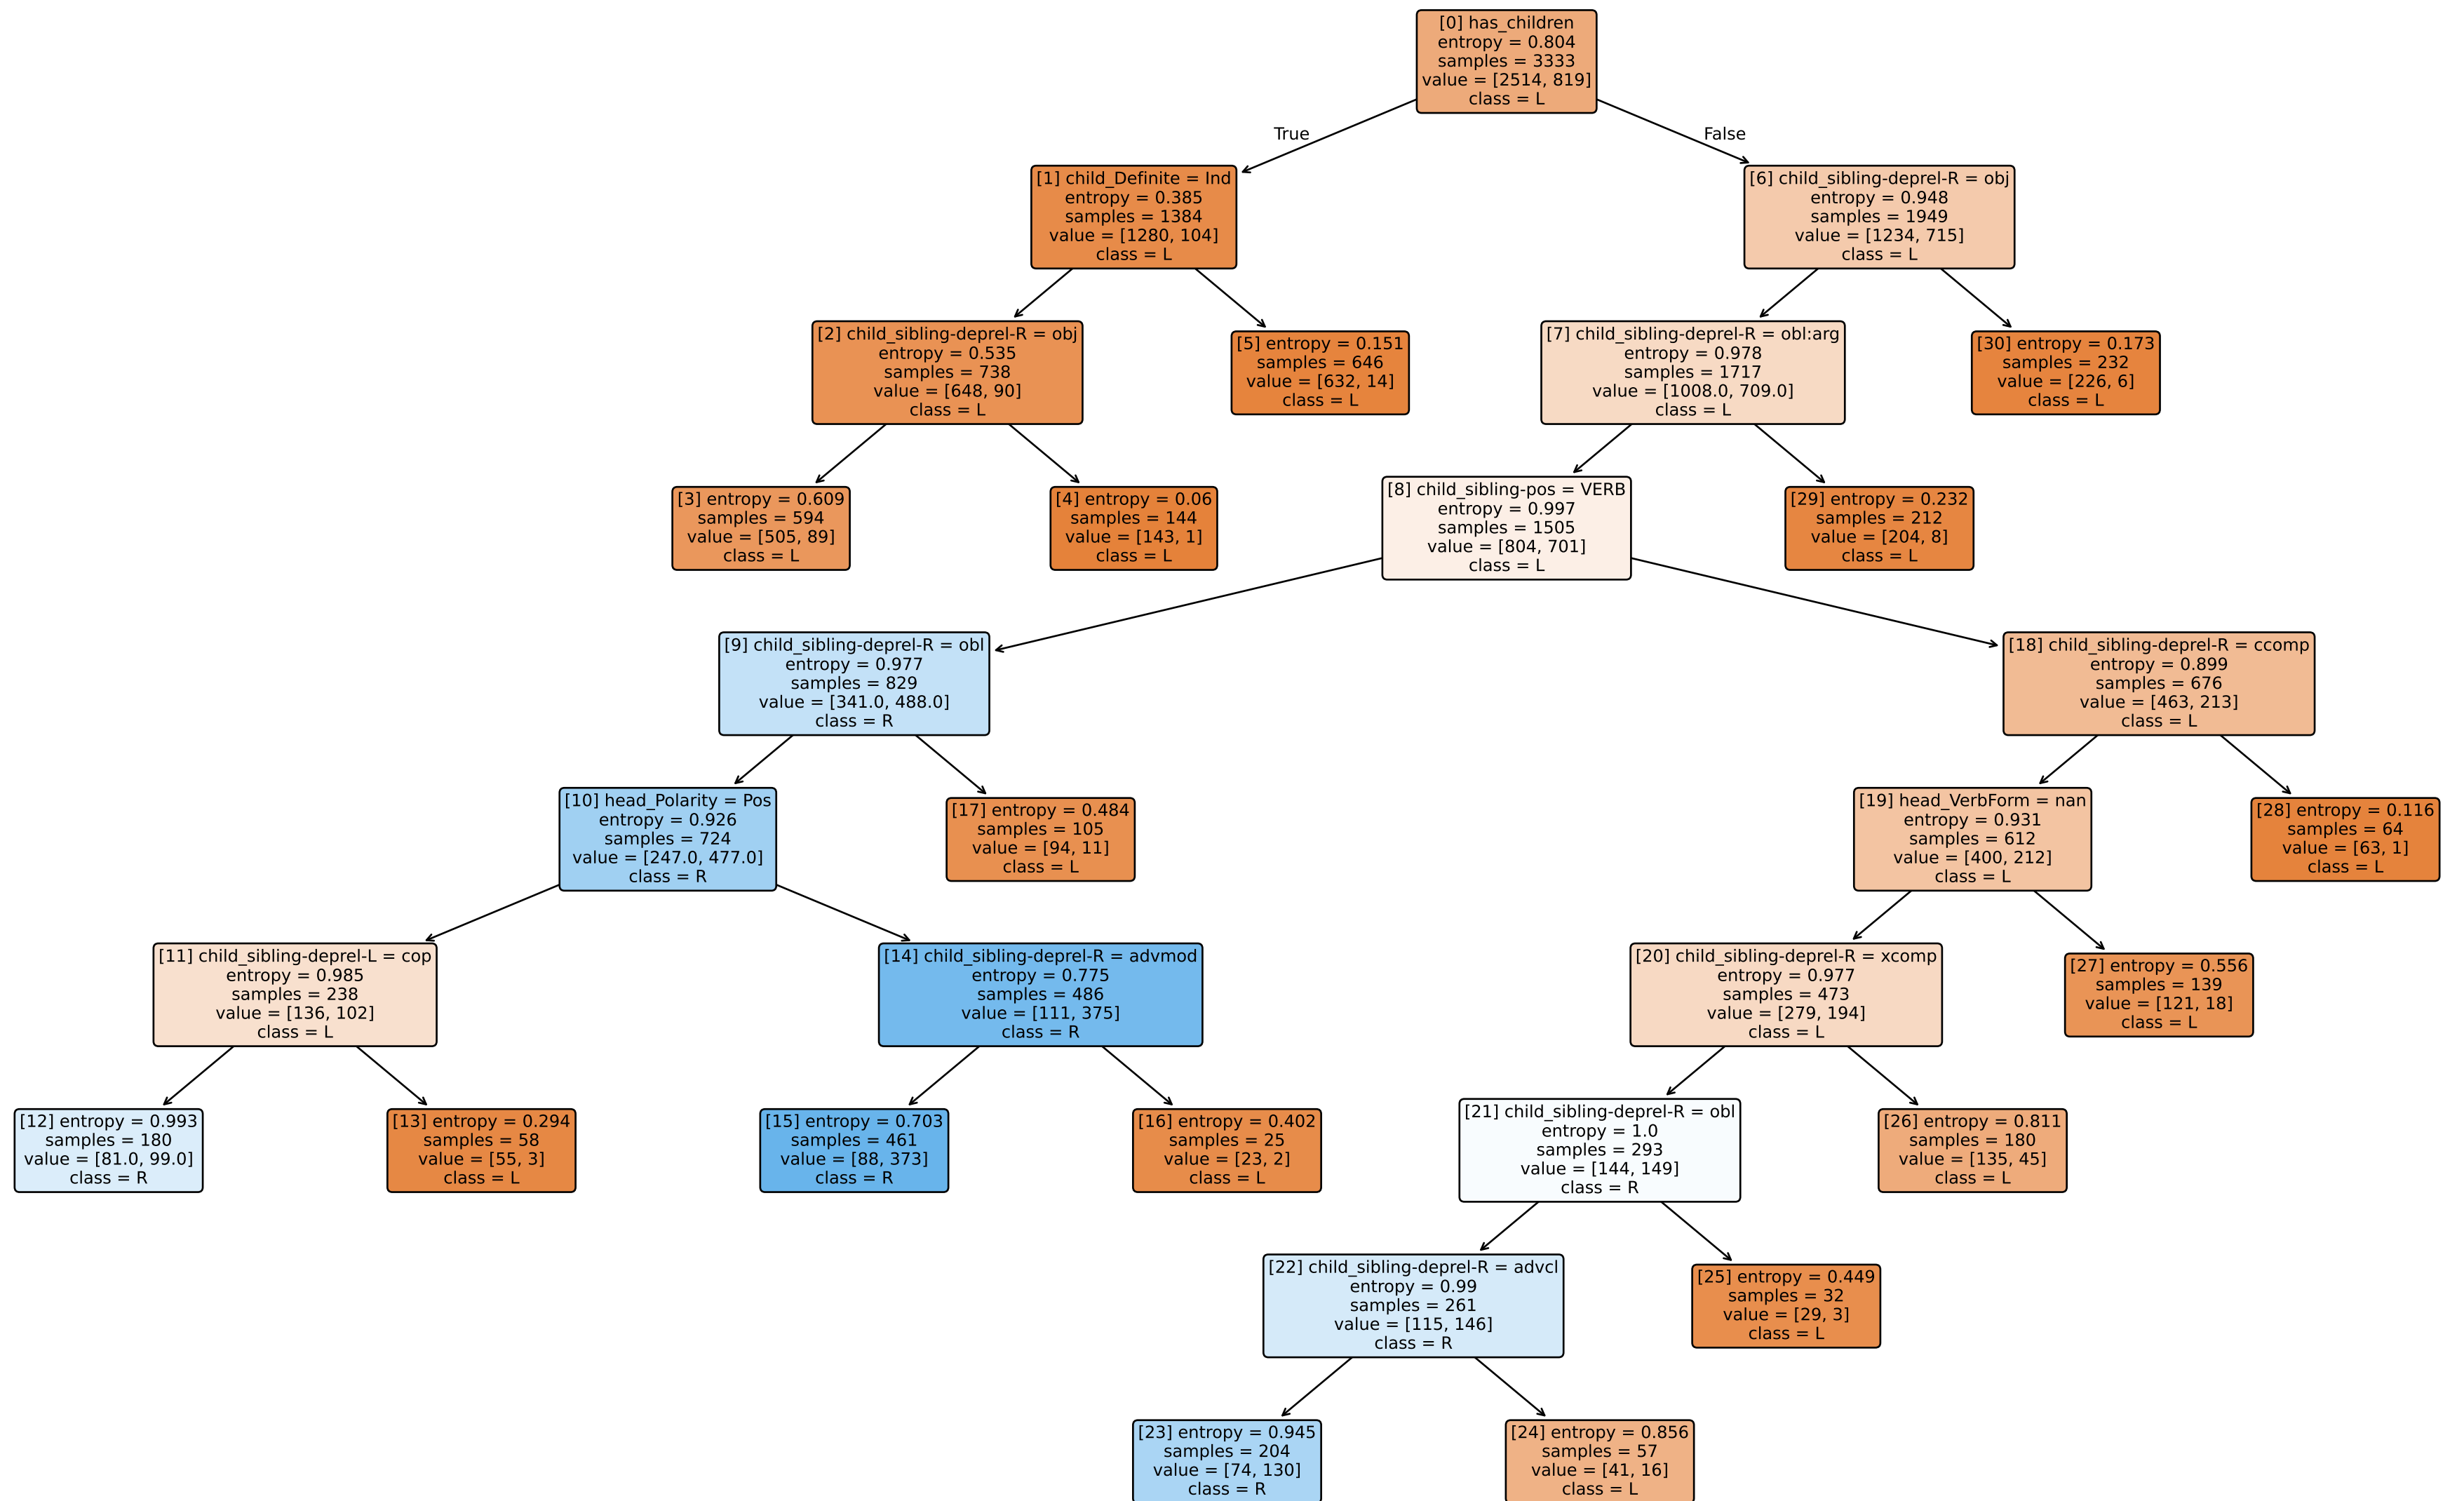 [0] has_children
entropy = 0.804
samples = 3333
value = [2514, 819]
class = L
True
False
[1] child_Definite = Ind
entropy = 0.385
samples = 1384
value = [1280, 104]
class = L
[6] child_sibling-deprel-R = obj
entropy = 0.948
samples = 1949
value = [1234, 715]
class = L
[2] child_sibling-deprel-R = obj
entropy = 0.535
samples = 738
value = [648, 90]
class = L
[5] entropy = 0.151
samples = 646
value = [632, 14]
class = L
[7] child_sibling-deprel-R = obl:arg
entropy = 0.978
samples = 1717
value = [1008.0, 709.0]
class = L
[30] entropy = 0.173
samples = 232
value = [226, 6]
class = L
[3] entropy = 0.609
samples = 594
value = [505, 89]
class = L
[4] entropy = 0.06
samples = 144
value = [143, 1]
class = L
[8] child_sibling-pos = VERB
entropy = 0.997
samples = 1505
value = [804, 701]
class = L
[29] entropy = 0.232
samples = 212
value = [204, 8]
class = L
[9] child_sibling-deprel-R = obl
entropy = 0.977
samples = 829
value = [341.0, 488.0]
class = R
[18] child_sibling-deprel-R = ccomp
entropy = 0.899
samples = 676
value = [463, 213]
class = L
[10] head_Polarity = Pos
entropy = 0.926
samples = 724
value = [247.0, 477.0]
class = R
[17] entropy = 0.484
samples = 105
value = [94, 11]
class = L
[19] head_VerbForm = nan
entropy = 0.931
samples = 612
value = [400, 212]
class = L
[28] entropy = 0.116
samples = 64
value = [63, 1]
class = L
[11] child_sibling-deprel-L = cop
entropy = 0.985
samples = 238
value = [136, 102]
class = L
[14] child_sibling-deprel-R = advmod
entropy = 0.775
samples = 486
value = [111, 375]
class = R
[20] child_sibling-deprel-R = xcomp
entropy = 0.977
samples = 473
value = [279, 194]
class = L
[27] entropy = 0.556
samples = 139
value = [121, 18]
class = L
[12] entropy = 0.993
samples = 180
value = [81.0, 99.0]
class = R
[13] entropy = 0.294
samples = 58
value = [55, 3]
class = L
[15] entropy = 0.703
samples = 461
value = [88, 373]
class = R
[16] entropy = 0.402
samples = 25
value = [23, 2]
class = L
[21] child_sibling-deprel-R = obl
entropy = 1.0
samples = 293
value = [144, 149]
class = R
[26] entropy = 0.811
samples = 180
value = [135, 45]
class = L
[22] child_sibling-deprel-R = advcl
entropy = 0.99
samples = 261
value = [115, 146]
class = R
[25] entropy = 0.449
samples = 32
value = [29, 3]
class = L
[23] entropy = 0.945
samples = 204
value = [74, 130]
class = R
[24] entropy = 0.856
samples = 57
value = [41, 16]
class = L